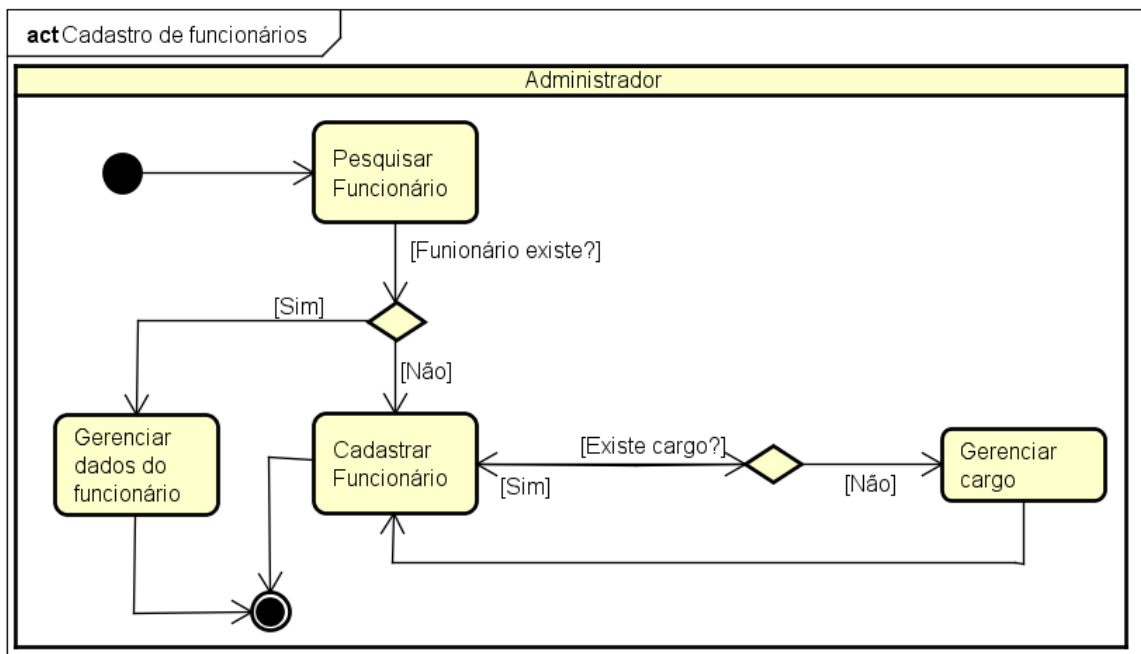 act Cadastro de funcionários
Administrador
Pesquisar
Funcionário
[Funionário existe?]
[Sim]
[Não]
Gerenciar
dados do
funcionário
Cadastrar
Funcionário
[Existe cargo?]
[Sim]
[Não]
Gerenciar
cargo